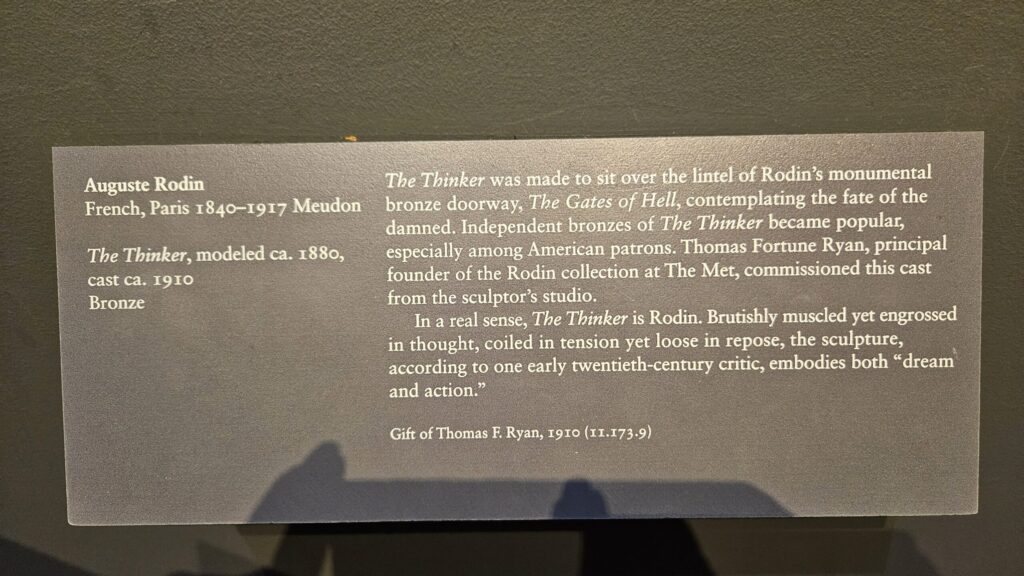 Auguste Rodin
French, Paris 1840–1917 Meudon
The Thinker, modeled ca. 1880,
cast ca. 1910
Bronze
The Thinker was made to sit over the lintel of Rodin’s monumental
bronze doorway, The Gates of Hell, contemplating the fate of the
damned. Independent bronzes of The Thinker became popular,
especially among American patrons. Thomas Fortune Ryan, principal
founder of the Rodin collection at The Met, commissioned this cast
from the sculptor’s studio.
In a real sense, The Thinker is Rodin. Brutishly muscled yet engrossed
in thought, coiled in tension yet loose in repose, the sculpture,
according to one early twentieth-century critic, embodies both “dream
and action.”
Gift of Thomas F. Ryan, 1910 (11.173.9)